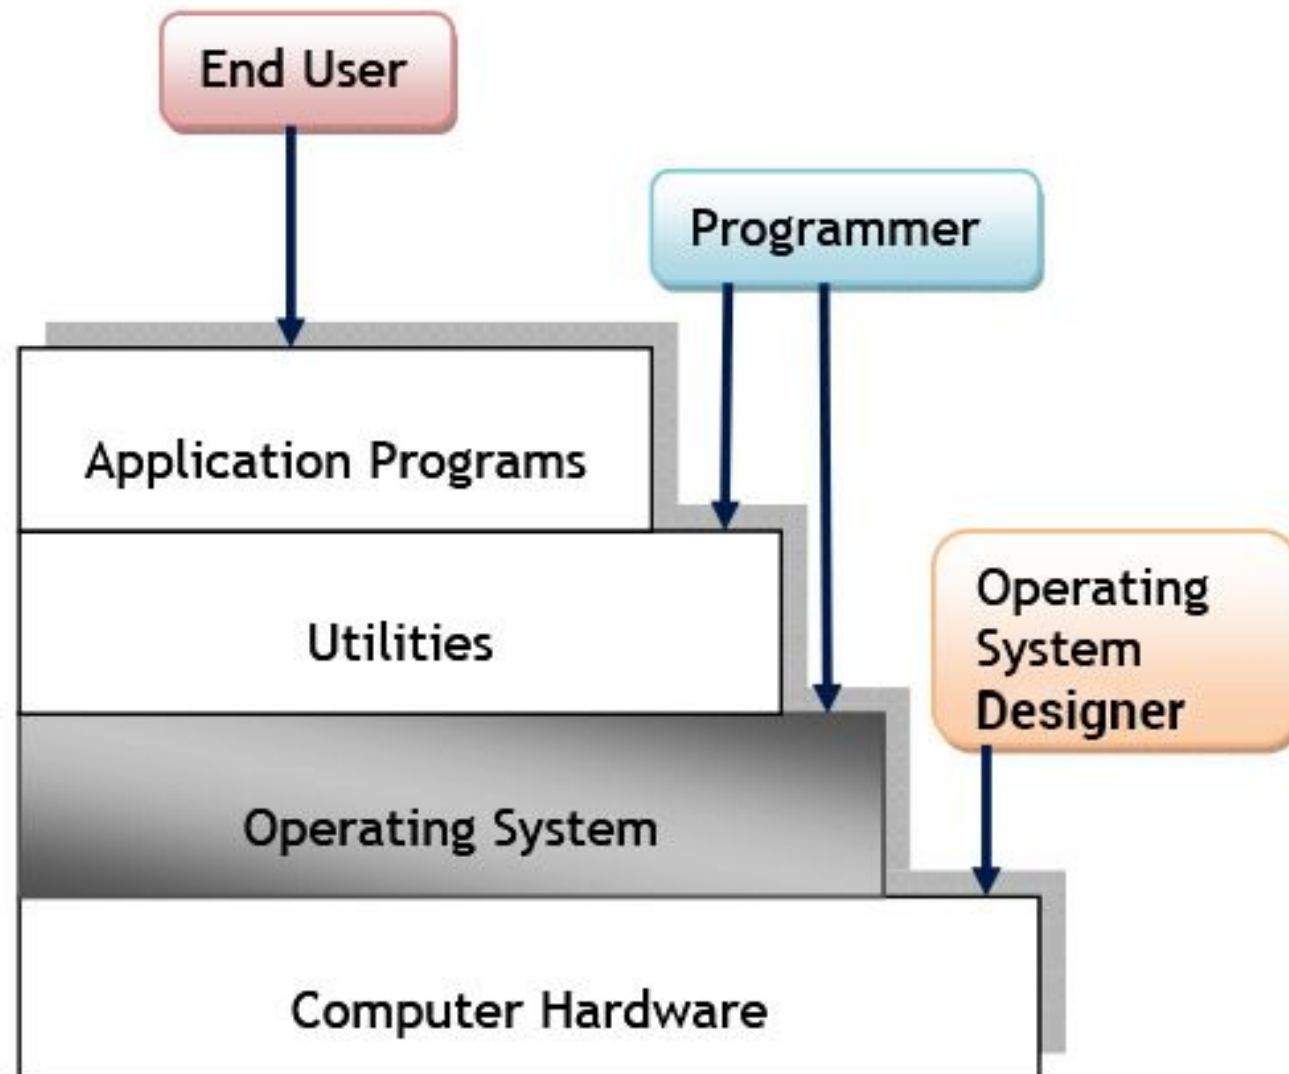 End User
Programmer
Application Programs
Utilities
Operating
System
Designer
Operating System
Computer Hardware